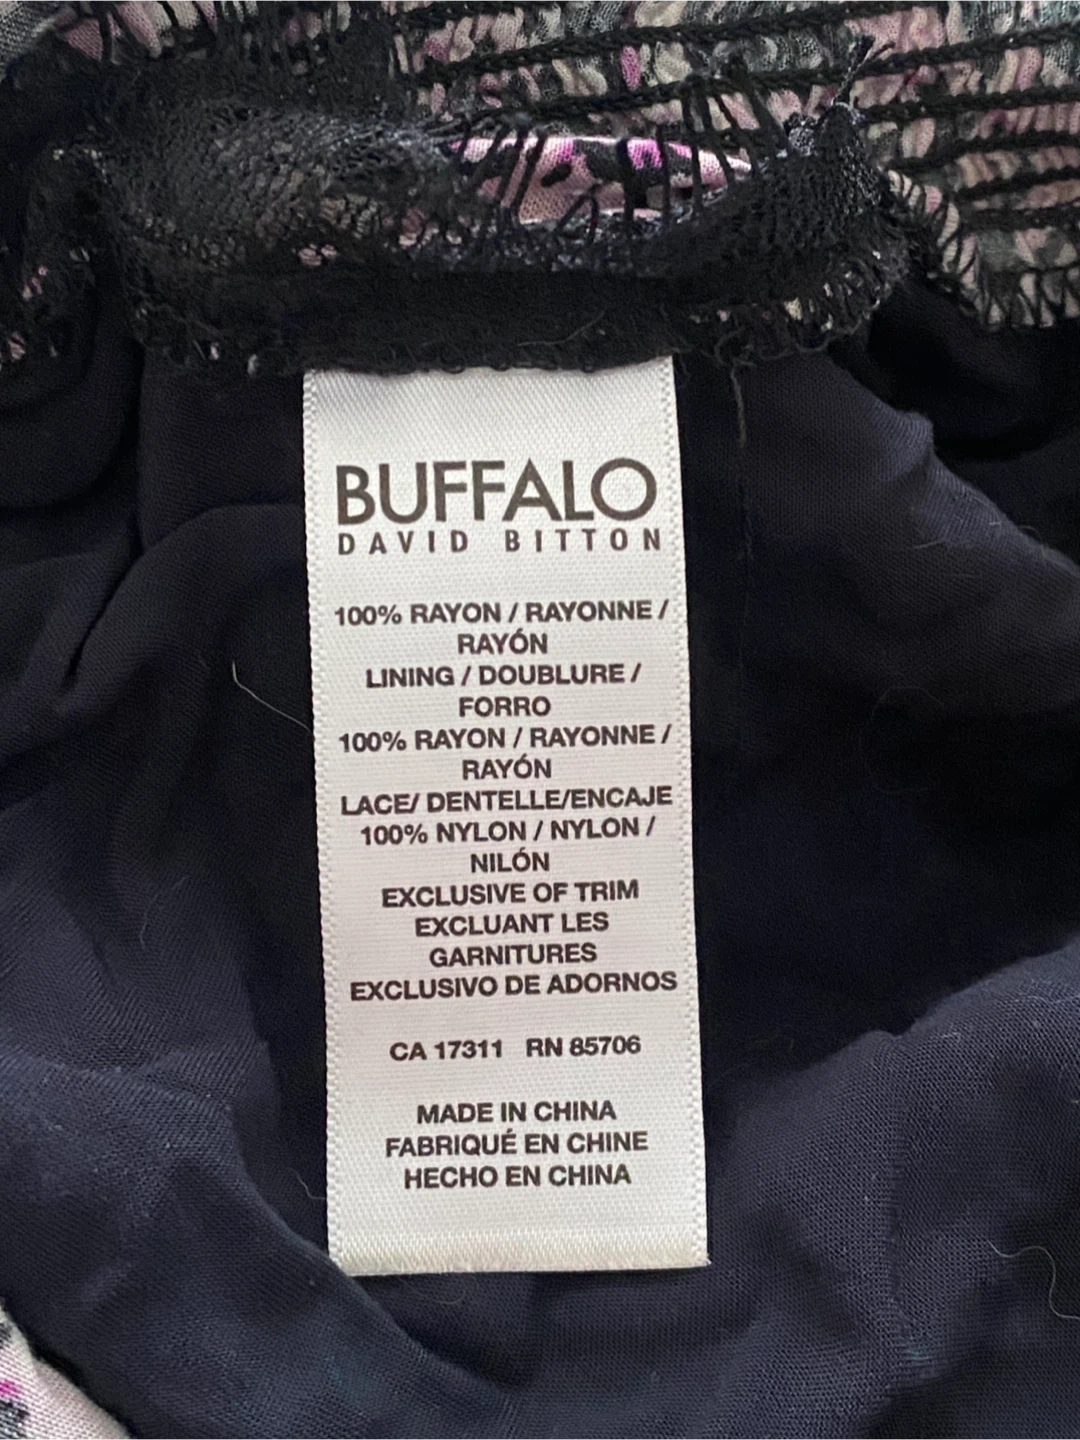 BUFFALO
DAVID BITTON
100% RAYON / RAYONNE /
RAYÓN
LINING / DOUBLURE /
FORRO
100% RAYON / RAYONNE /
RAYÓN
LACE/ DENTELLE/ENCAJE
100% NYLON / NYLON /
NILÓN
EXCLUSIVE OF TRIM
EXCLUANT LES
GARNITURES
EXCLUSIVO DE ADORNOS
CA 17311 RN 85706
MADE IN CHINA
FABRIQUÉ EN CHINE
HECHO EN CHINA